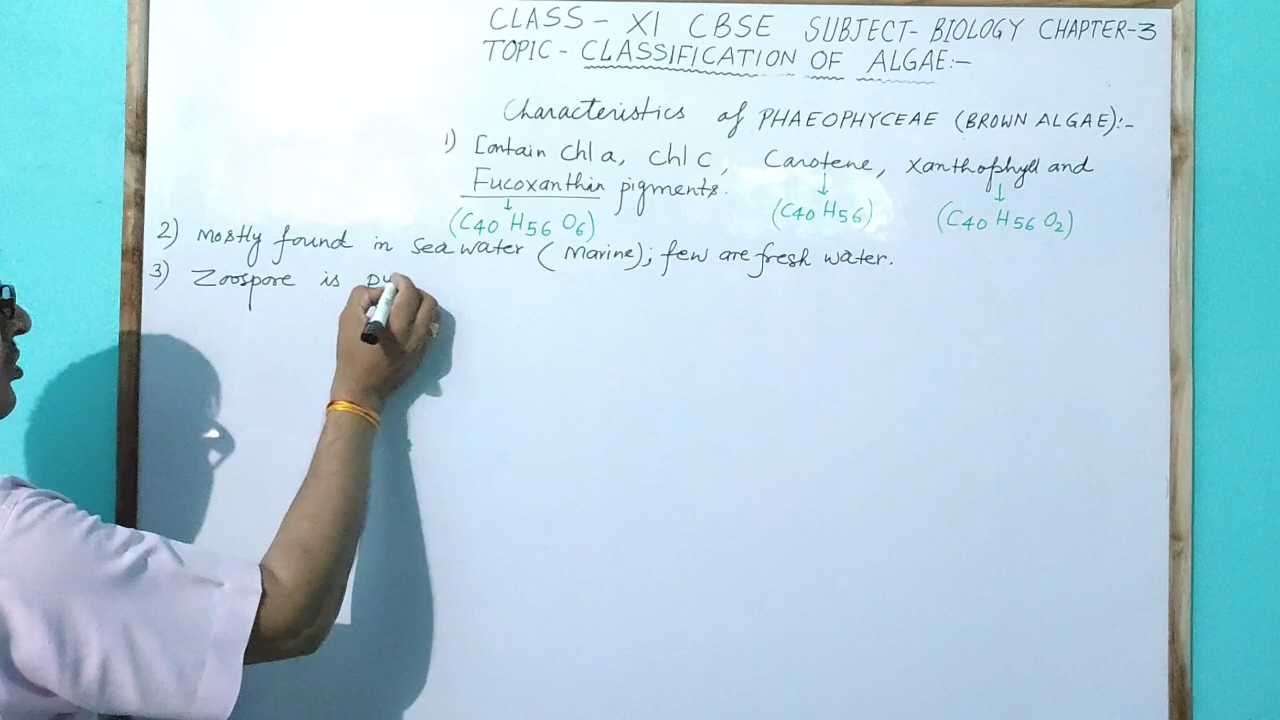 CLASS - XI CBSE SUBJECT- BIOLOGY CHAPTER-3
TOPIC - CLASSIFICATION OF ALGAE:-
Characteristics of PHAEOPHYCEAE (BROWN ALGAE):-
1) Contain chl a, chl c, Carotene, Xanthophyll and
Fucoxanthin pigments.
(C40 H56 O6) (C40 H56) (C40 H56 O2)
2) Mostly found in sea water (Marine); few are fresh water.
3) Zoospore is